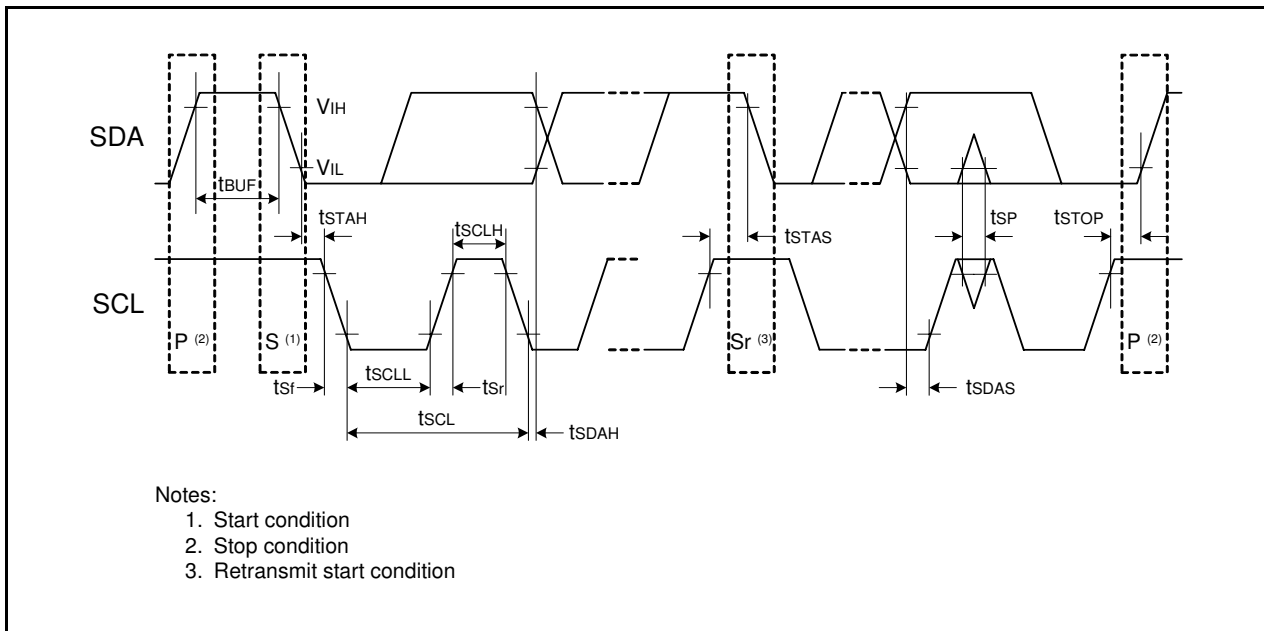 SDA
VIH
VIL
tBUF
tSTAH
tSCLH
tSTAS
tSP
tSTOP
SCL
P (2)
S (1)
Sr (3)
P (2)
tSf
tSCLL
tSr
tSDAS
tSCL
tSDAH
Notes:
1. Start condition
2. Stop condition
3. Retransmit start condition